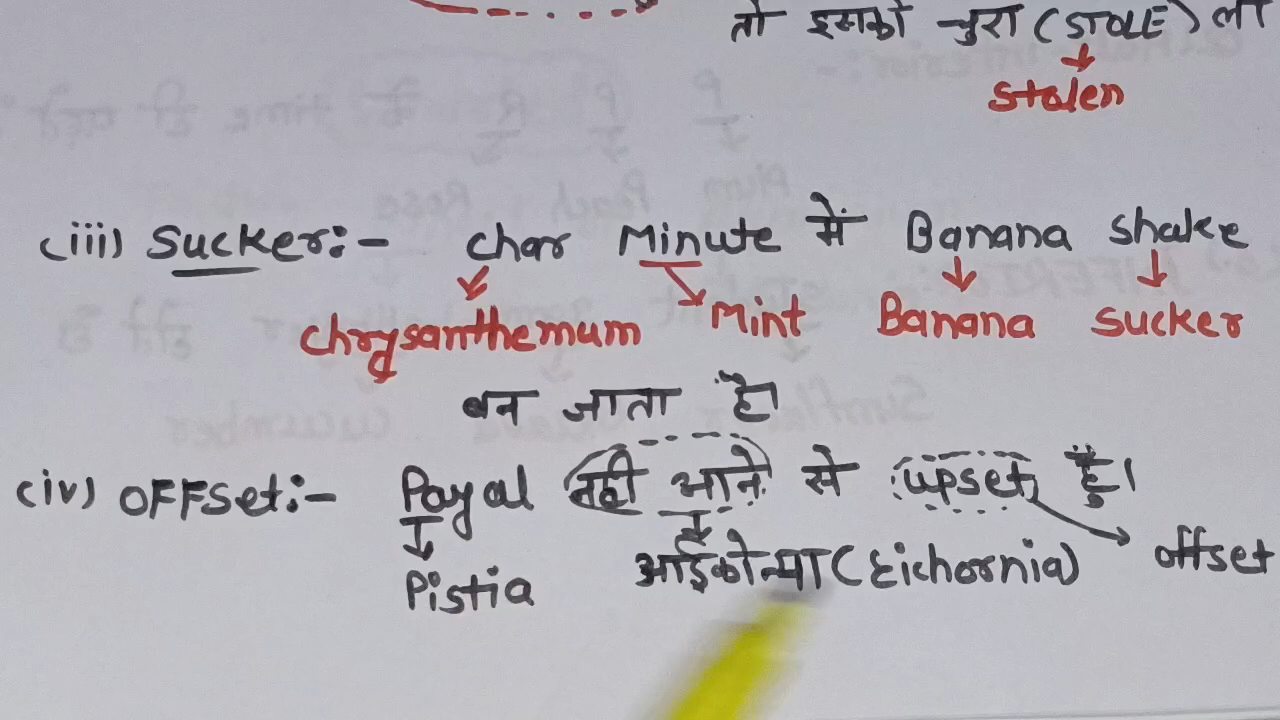 तो इसको चुरा (STOLE) ली
stolen
(iii) Sucker:- char Minute में Banana shake
chrysanthemum Mint Banana sucker
बन जाता है।
(iv) OFFset:- Payal नही आने से upset है।
Pistia आईकोन्या (Eichornia) offset